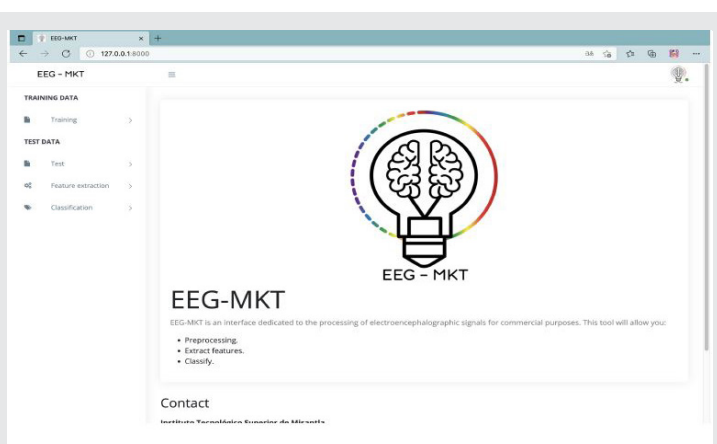 EEG-MKT
127.0.0.1:8000
EEG - MKT
TRAINING DATA
Training
TEST DATA
Test
Feature extraction
Classification
EEG - MKT
EEG-MKT
EEG-MKT is an interface dedicated to the processing of electroencephalographic signals for commercial purposes. This tool will allow you:
• Preprocessing.
• Extract features.
• Classify.
Contact
Instituto Tecnológico Superior de Misantla